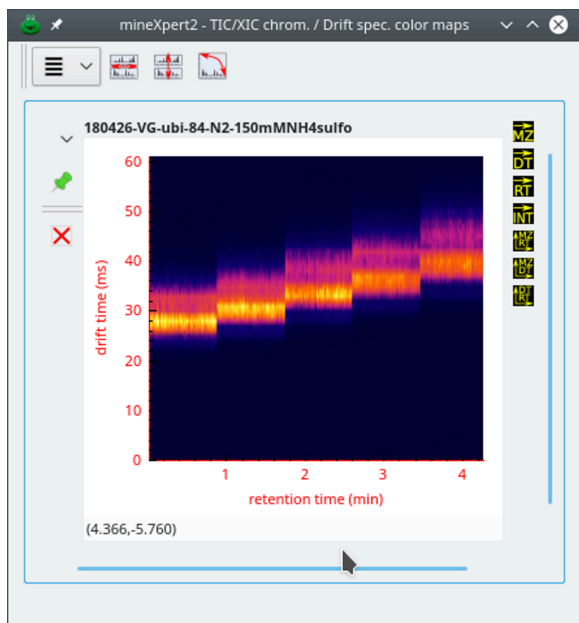 mineXpert2 - TIC/XIC chrom. / Drift spec. color maps
180426-VG-ubi-84-N2-150mMNH4sulfo
MZ
DT
RT
INT
MZ
RT
MZ
DT
DT
RT
60
50
40
30
20
10
0
drift time (ms)
1 2 3 4
retention time (min)
(4.366,-5.760)